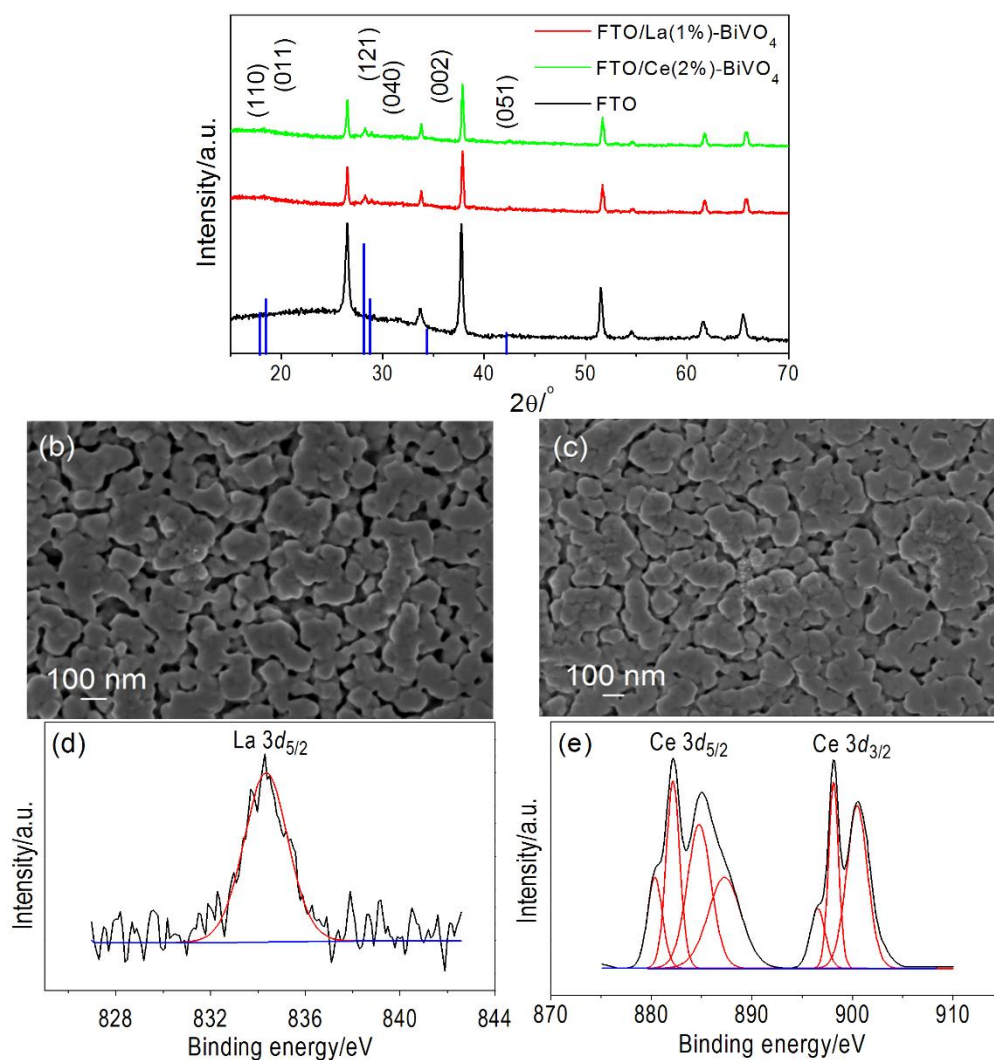 FTO/La(1%)-BiVO₄
FTO/Ce(2%)-BiVO₄
FTO
(110)
(011)
(121)
(040)
(002)
(051)
Intensity/a.u.
20 30 40 50 60 70
2θ/°
(b)
100 nm
(c)
100 nm
(d)
La 3d₅/₂
Intensity/a.u.
828 832 836 840 842 844
Binding energy/eV
(e)
Ce 3d₅/₂ Ce 3d₃/₂
Intensity/a.u.
870 880 890 900 910
Binding energy/eV